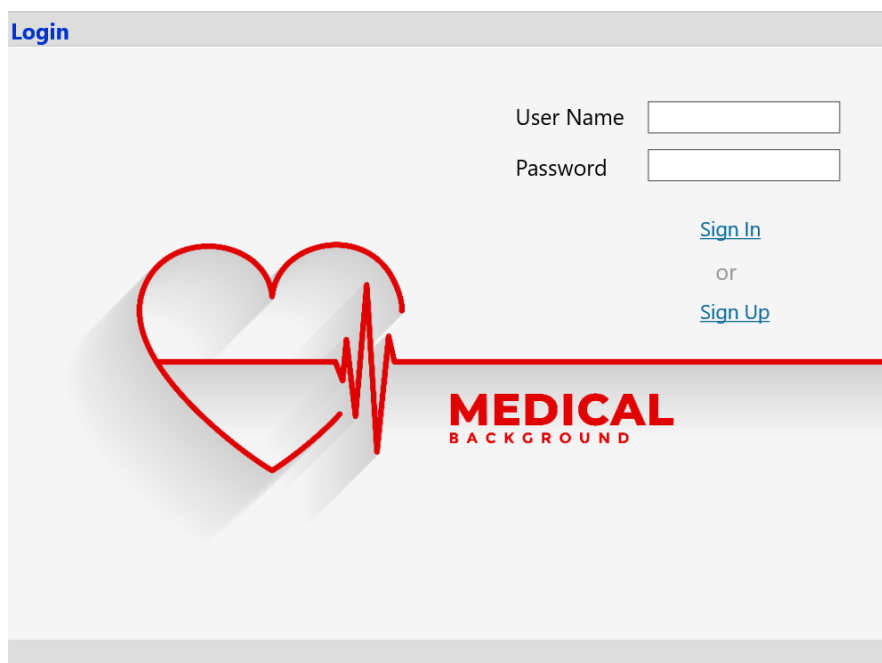 Login
User Name
Password
Sign In
or
Sign Up
MEDICAL
BACKGROUND